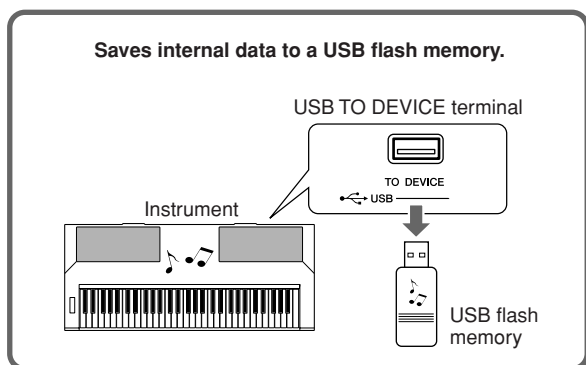 Saves internal data to a USB flash memory.
USB TO DEVICE terminal
TO DEVICE
USB
Instrument
USB flash
memory